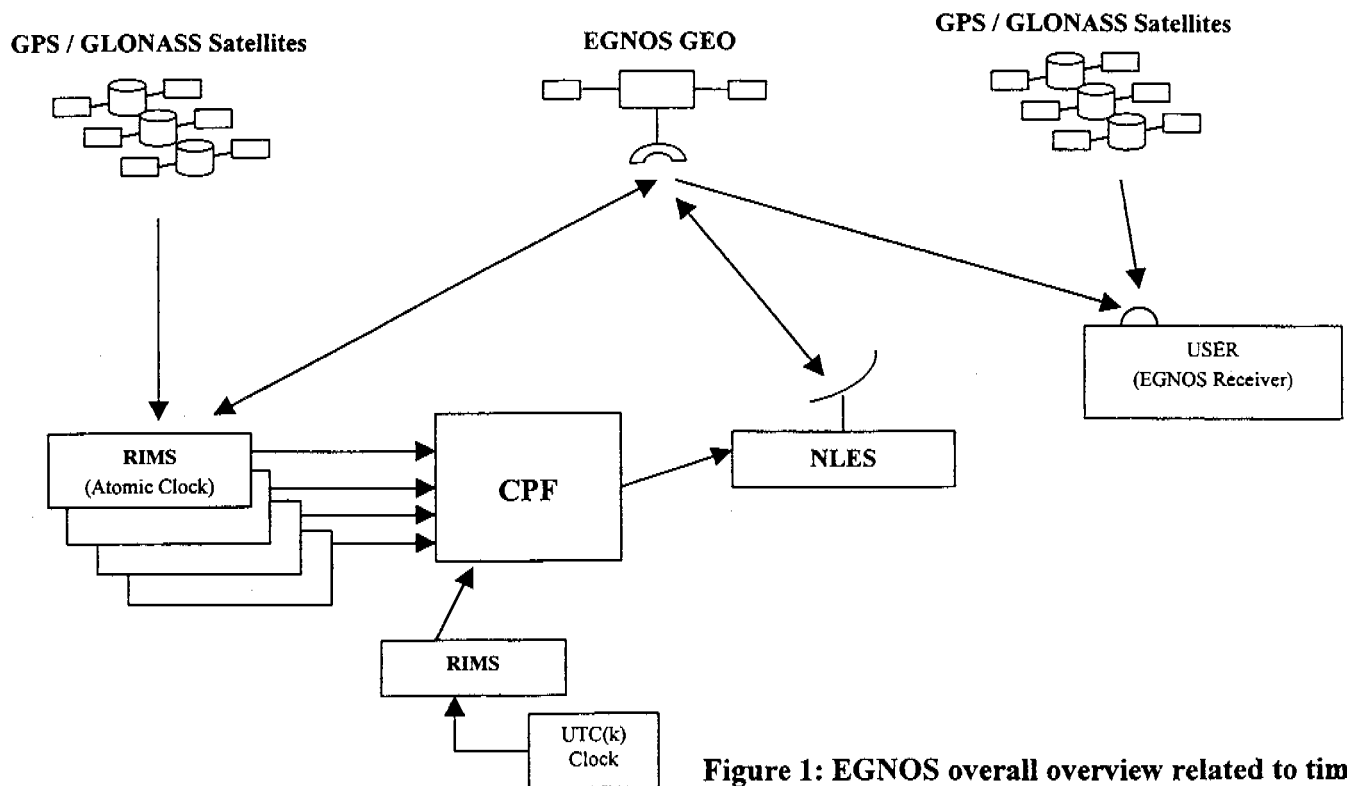 GPS / GLONASS Satellites
EGNOS GEO
GPS / GLONASS Satellites
USER
(EGNOS Receiver)
RIMS
(Atomic Clock)
CPF
NLES
RIMS
UTC(k)
Clock
Figure 1: EGNOS overall overview related to tim